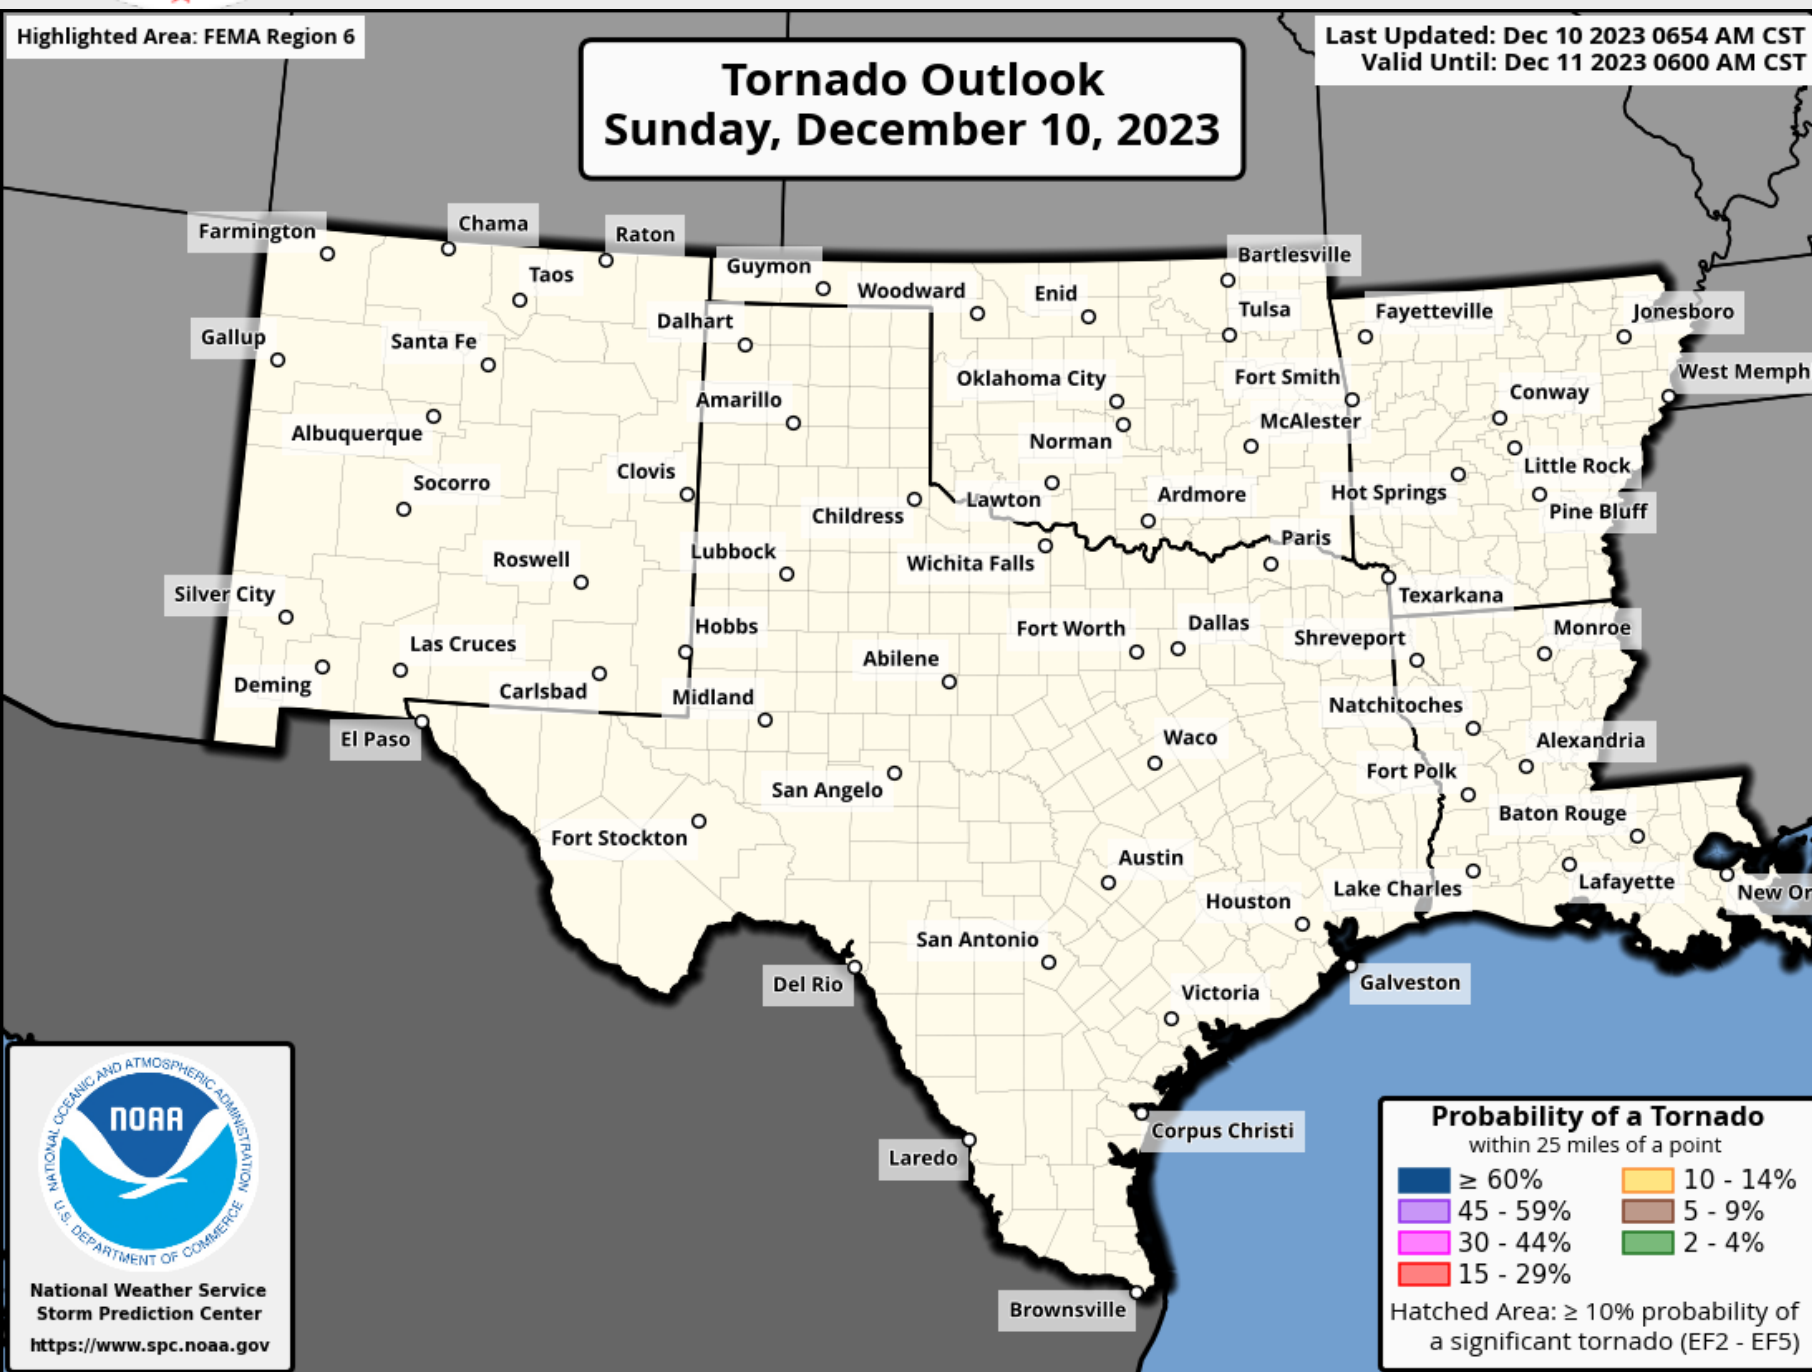 Highlighted Area: FEMA Region 6
Last Updated: Dec 10 2023 0654 AM CST
Valid Until: Dec 11 2023 0600 AM CST
Tornado Outlook
Sunday, December 10, 2023
Farmington
Chama
Raton
Taos
Guymon
Woodward
Enid
Bartlesville
Tulsa
Fayetteville
Jonesboro
Gallup
Santa Fe
Dalhart
Oklahoma City
Fort Smith
West Memph
Conway
Amarillo
Albuquerque
Norman
McAlester
Little Rock
Socorro
Clovis
Childress
Lawton
Ardmore
Hot Springs
Pine Bluff
Roswell
Lubbock
Wichita Falls
Paris
Silver City
Texarkana
Las Cruces
Hobbs
Fort Worth
Dallas
Shreveport
Monroe
Deming
Carlsbad
Midland
Abilene
Natchitoches
El Paso
Waco
Alexandria
San Angelo
Fort Polk
Fort Stockton
Baton Rouge
Austin
Houston
Lake Charles
Lafayette
New Or
San Antonio
Del Rio
Victoria
Galveston
Corpus Christi
Laredo
Brownsville
NATIONAL OCEANIC AND ATMOSPHERIC ADMINISTRATION
NOAA
U.S. DEPARTMENT OF COMMERCE
National Weather Service
Storm Prediction Center
https://www.spc.noaa.gov
Probability of a Tornado
within 25 miles of a point
≥ 60%
10 - 14%
45 - 59%
5 - 9%
30 - 44%
2 - 4%
15 - 29%
Hatched Area: ≥ 10% probability of
a significant tornado (EF2 - EF5)